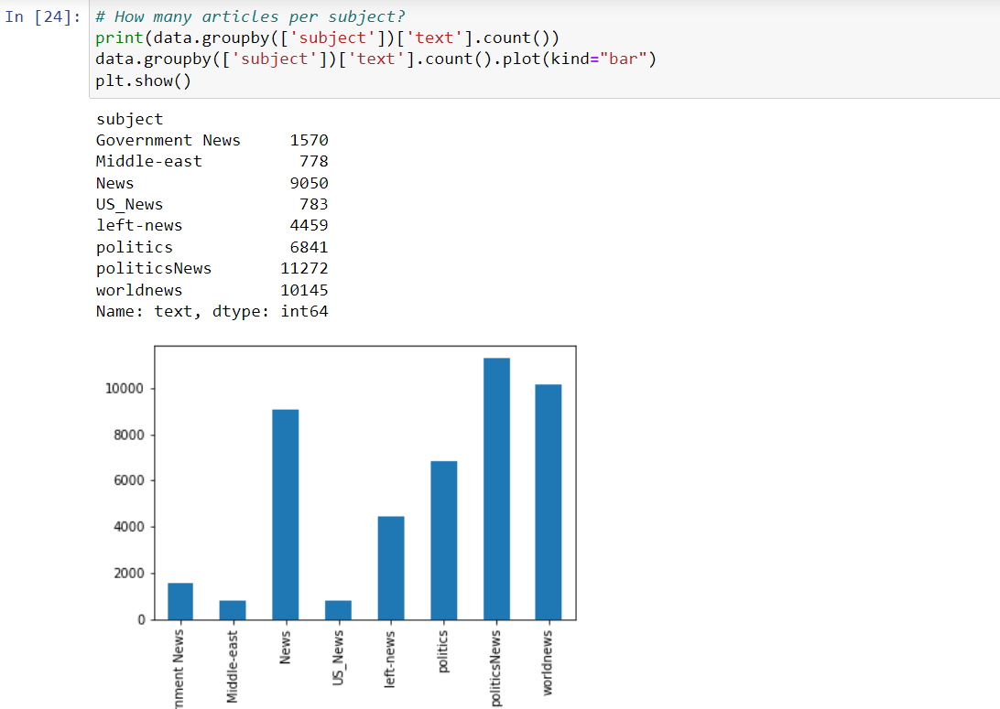 In [24]: # How many articles per subject?
print(data.groupby(['subject'])['text'].count())
data.groupby(['subject'])['text'].count().plot(kind="bar")
plt.show()
subject
Government News 1570
Middle-east 778
News 9050
US_News 783
left-news 4459
politics 6841
politicsNews 11272
worldnews 10145
Name: text, dtype: int64
10000
8000
6000
4000
2000
0
nment News
Middle-east
News
US_News
left-news
politics
politicsNews
worldnews